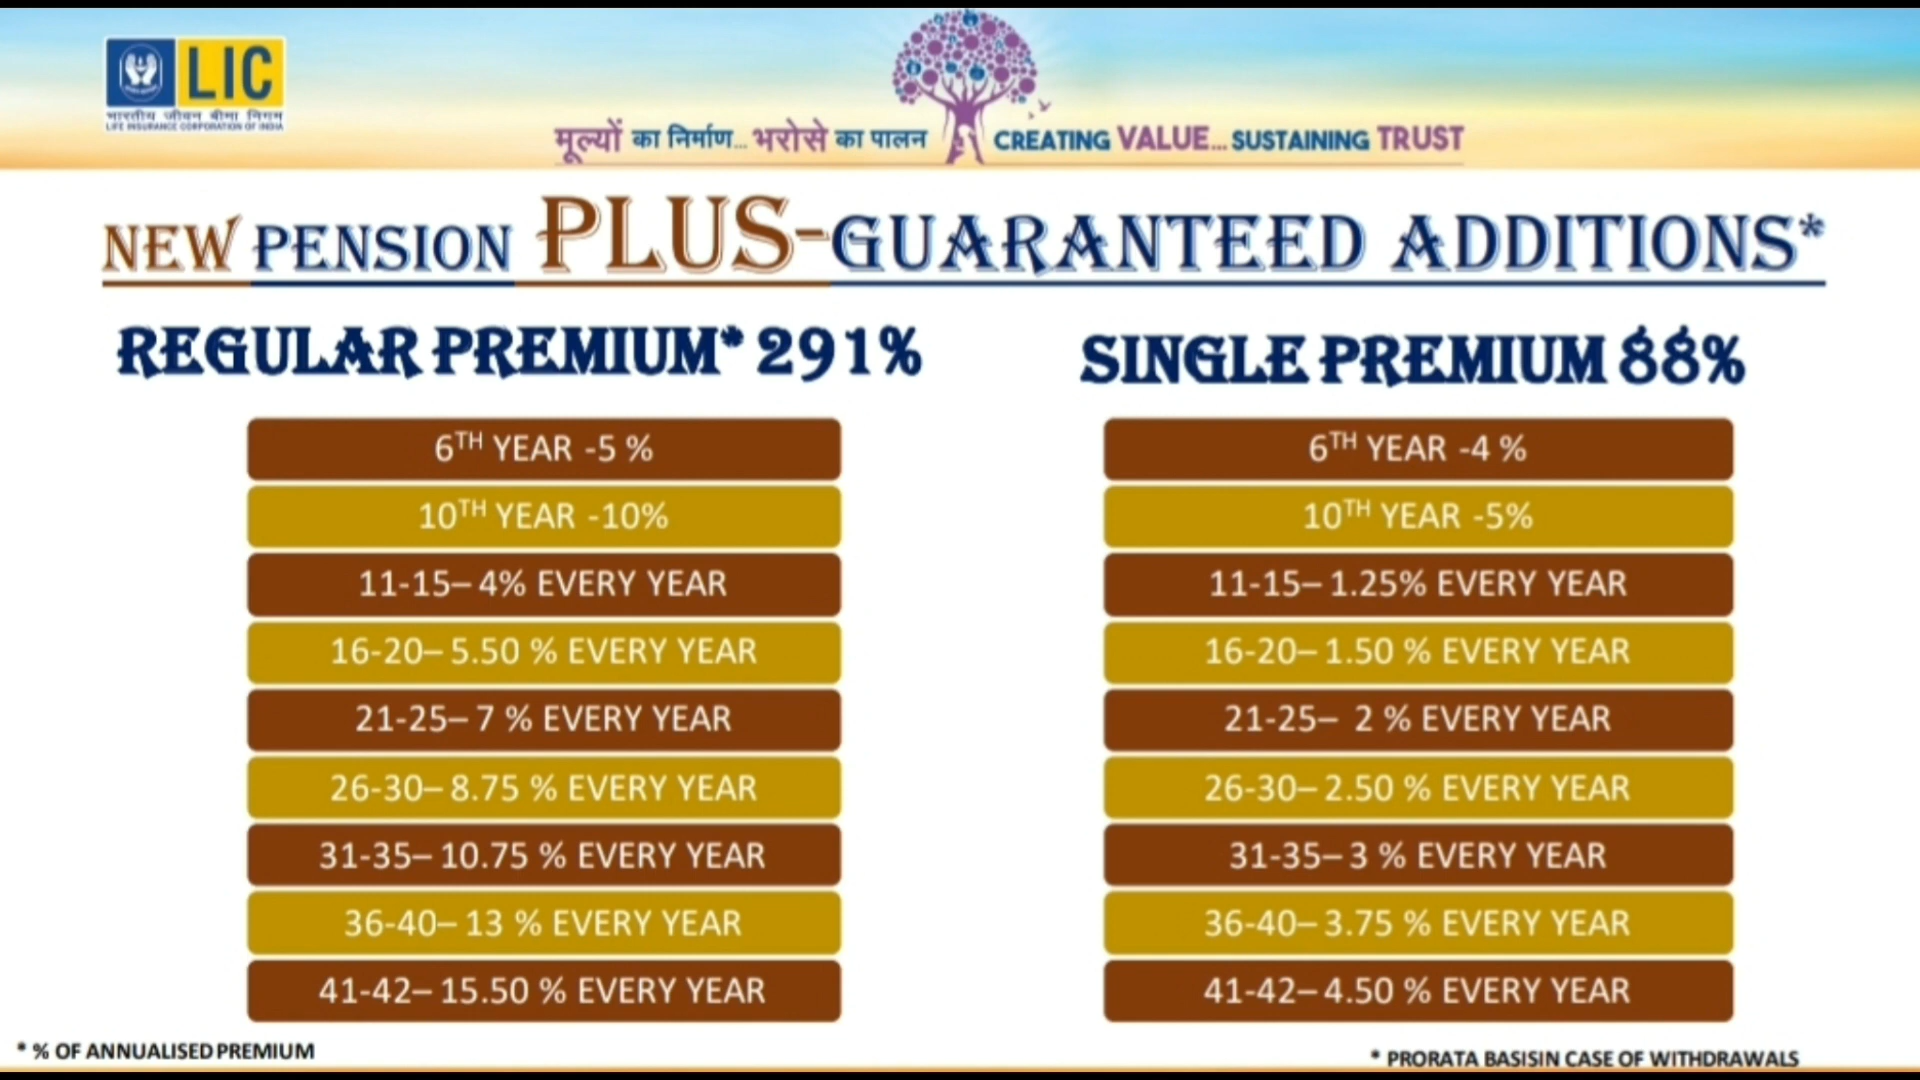 LIC
भारतीय जीवन बीमा निगम
LIFE INSURANCE CORPORATION OF INDIA
मूल्यों का निर्माण... भरोसे का पालन CREATING VALUE... SUSTAINING TRUST
NEW PENSION PLUS-GUARANTEED ADDITIONS*
REGULAR PREMIUM* 291%
6TH YEAR -5 %
10TH YEAR -10%
11-15– 4% EVERY YEAR
16-20– 5.50 % EVERY YEAR
21-25– 7 % EVERY YEAR
26-30– 8.75 % EVERY YEAR
31-35– 10.75 % EVERY YEAR
36-40– 13 % EVERY YEAR
41-42– 15.50 % EVERY YEAR
SINGLE PREMIUM 88%
6TH YEAR -4 %
10TH YEAR -5%
11-15– 1.25% EVERY YEAR
16-20– 1.50 % EVERY YEAR
21-25– 2 % EVERY YEAR
26-30– 2.50 % EVERY YEAR
31-35– 3 % EVERY YEAR
36-40– 3.75 % EVERY YEAR
41-42– 4.50 % EVERY YEAR
* % OF ANNUALISED PREMIUM
* PRORATA BASISIN CASE OF WITHDRAWALS